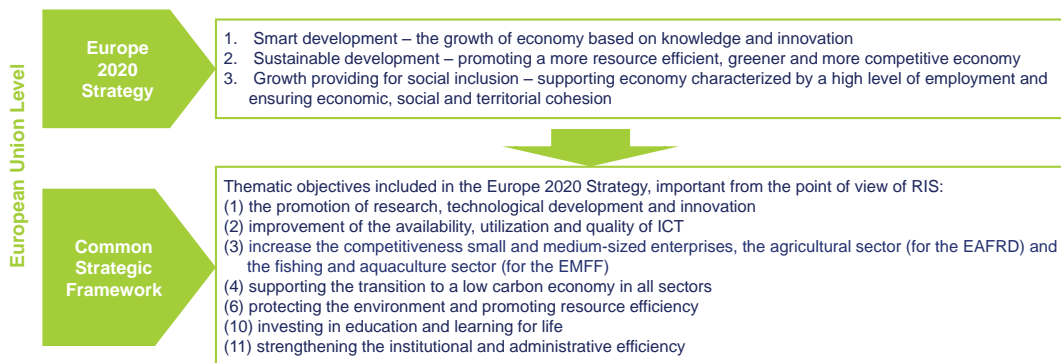 European Union Level
Europe
2020
Strategy
1. Smart development – the growth of economy based on knowledge and innovation
2. Sustainable development – promoting a more resource efficient, greener and more competitive economy
3. Growth providing for social inclusion – supporting economy characterized by a high level of employment and
ensuring economic, social and territorial cohesion
Common
Strategic
Framework
Thematic objectives included in the Europe 2020 Strategy, important from the point of view of RIS:
(1) the promotion of research, technological development and innovation
(2) improvement of the availability, utilization and quality of ICT
(3) increase the competitiveness small and medium-sized enterprises, the agricultural sector (for the EAFRD) and
the fishing and aquaculture sector (for the EMFF)
(4) supporting the transition to a low carbon economy in all sectors
(6) protecting the environment and promoting resource efficiency
(10) investing in education and learning for life
(11) strengthening the institutional and administrative efficiency